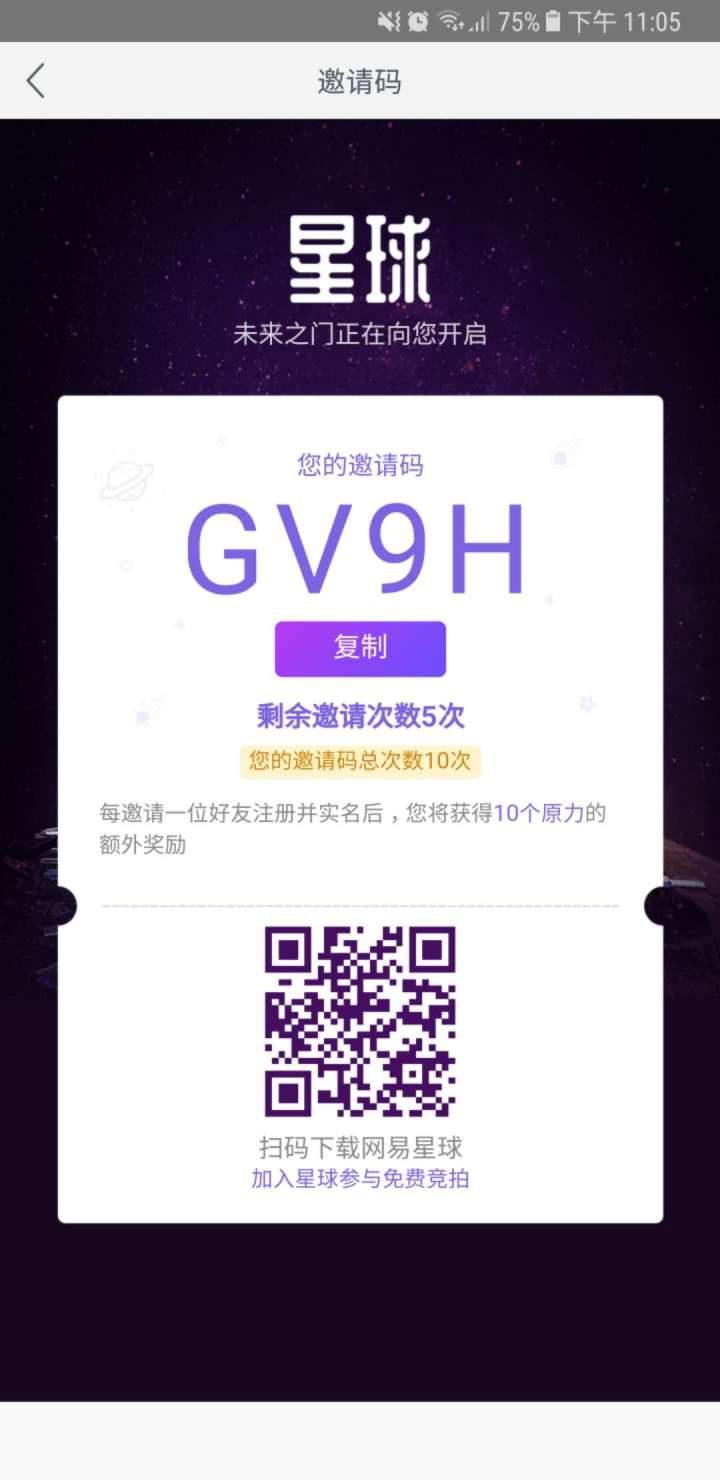 75% 下午 11:05
邀请码
星球
未来之门正在向您开启
您的邀请码
GV9H
复制
剩余邀请次数5次
您的邀请码总次数10次
每邀请一位好友注册并实名后，您将获得10个原力的
额外奖励
扫码下载网易星球
加入星球参与免费竞拍